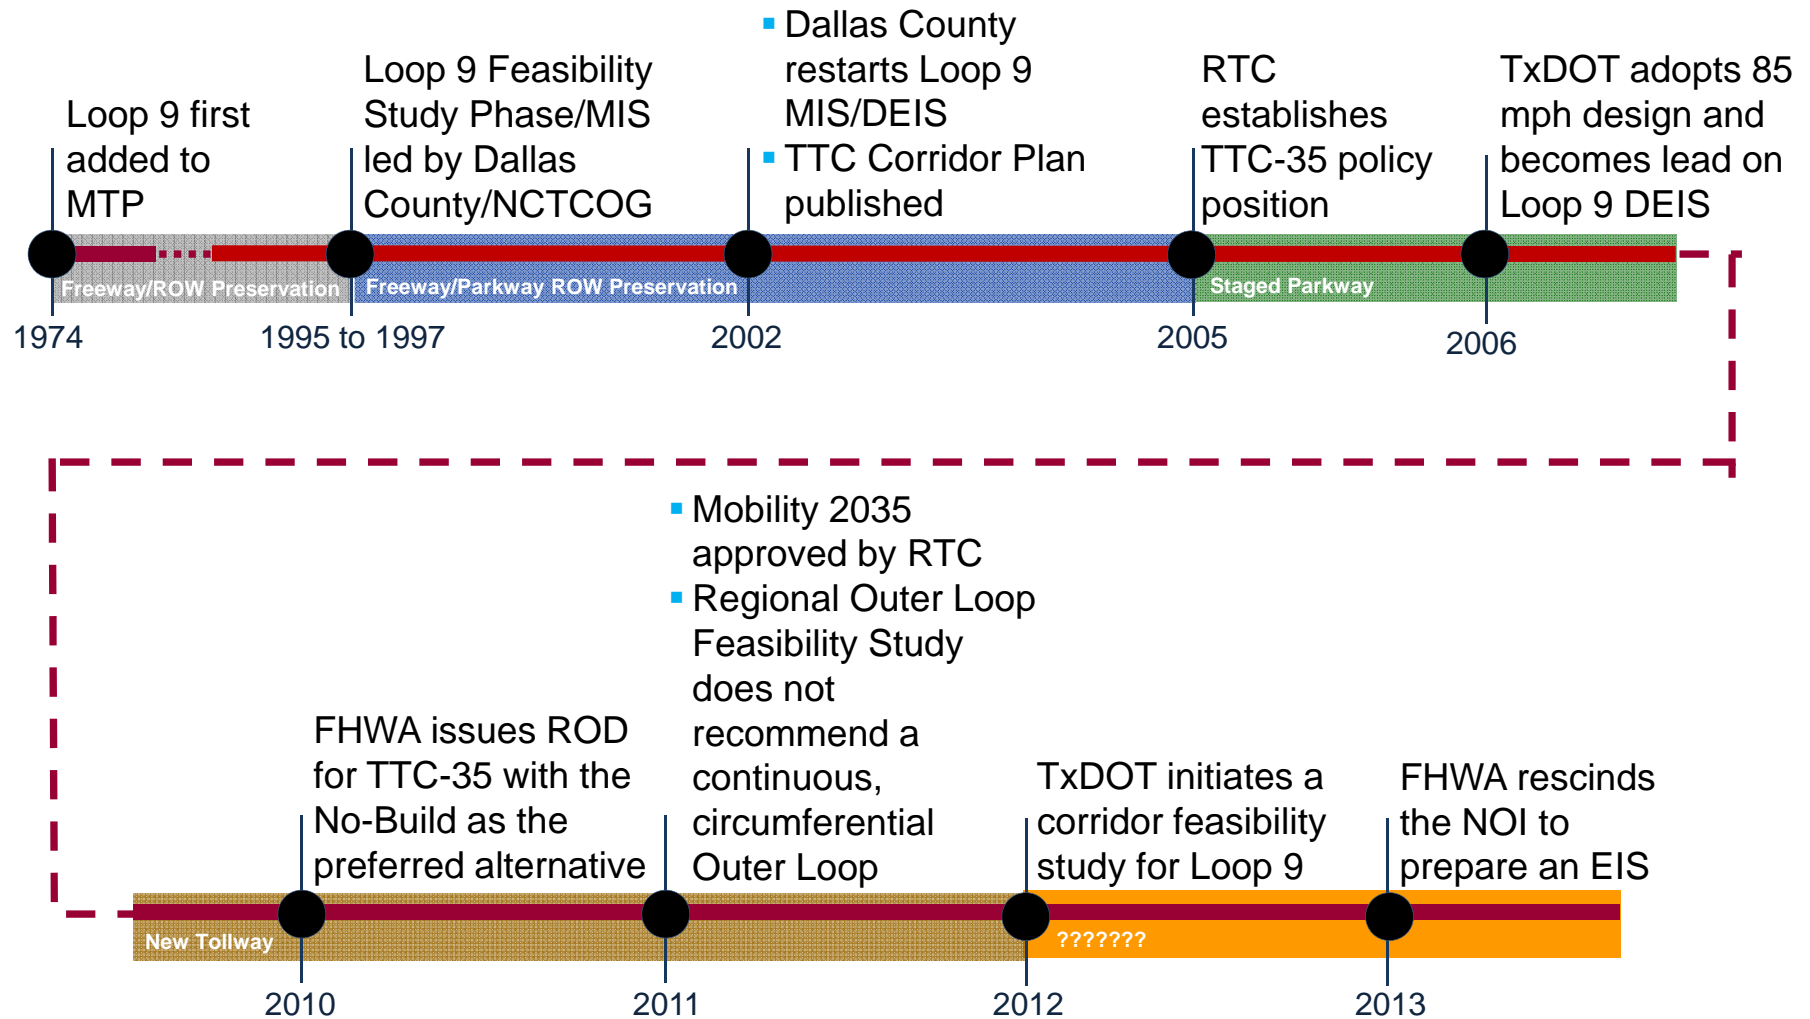 Loop 9 first
added to
MTP
Loop 9 Feasibility
Study Phase/MIS
led by Dallas
County/NCTCOG
▪ Dallas County
restarts Loop 9
MIS/DEIS
▪ TTC Corridor Plan
published
RTC
establishes
TTC-35 policy
position
TxDOT adopts 85
mph design and
becomes lead on
Loop 9 DEIS
Freeway/ROW Preservation
Freeway/Parkway ROW Preservation
Staged Parkway
1974
1995 to 1997
2002
2005
2006
FHWA issues ROD
for TTC-35 with the
No-Build as the
preferred alternative
▪ Mobility 2035
approved by RTC
▪ Regional Outer Loop
Feasibility Study
does not
recommend a
continuous,
circumferential
Outer Loop
TxDOT initiates a
corridor feasibility
study for Loop 9
FHWA rescinds
the NOI to
prepare an EIS
New Tollway
???????
2010
2011
2012
2013